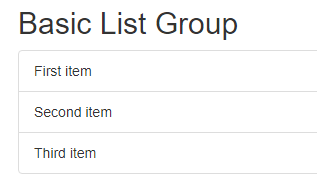 Basic List Group
First item
Second item
Third item